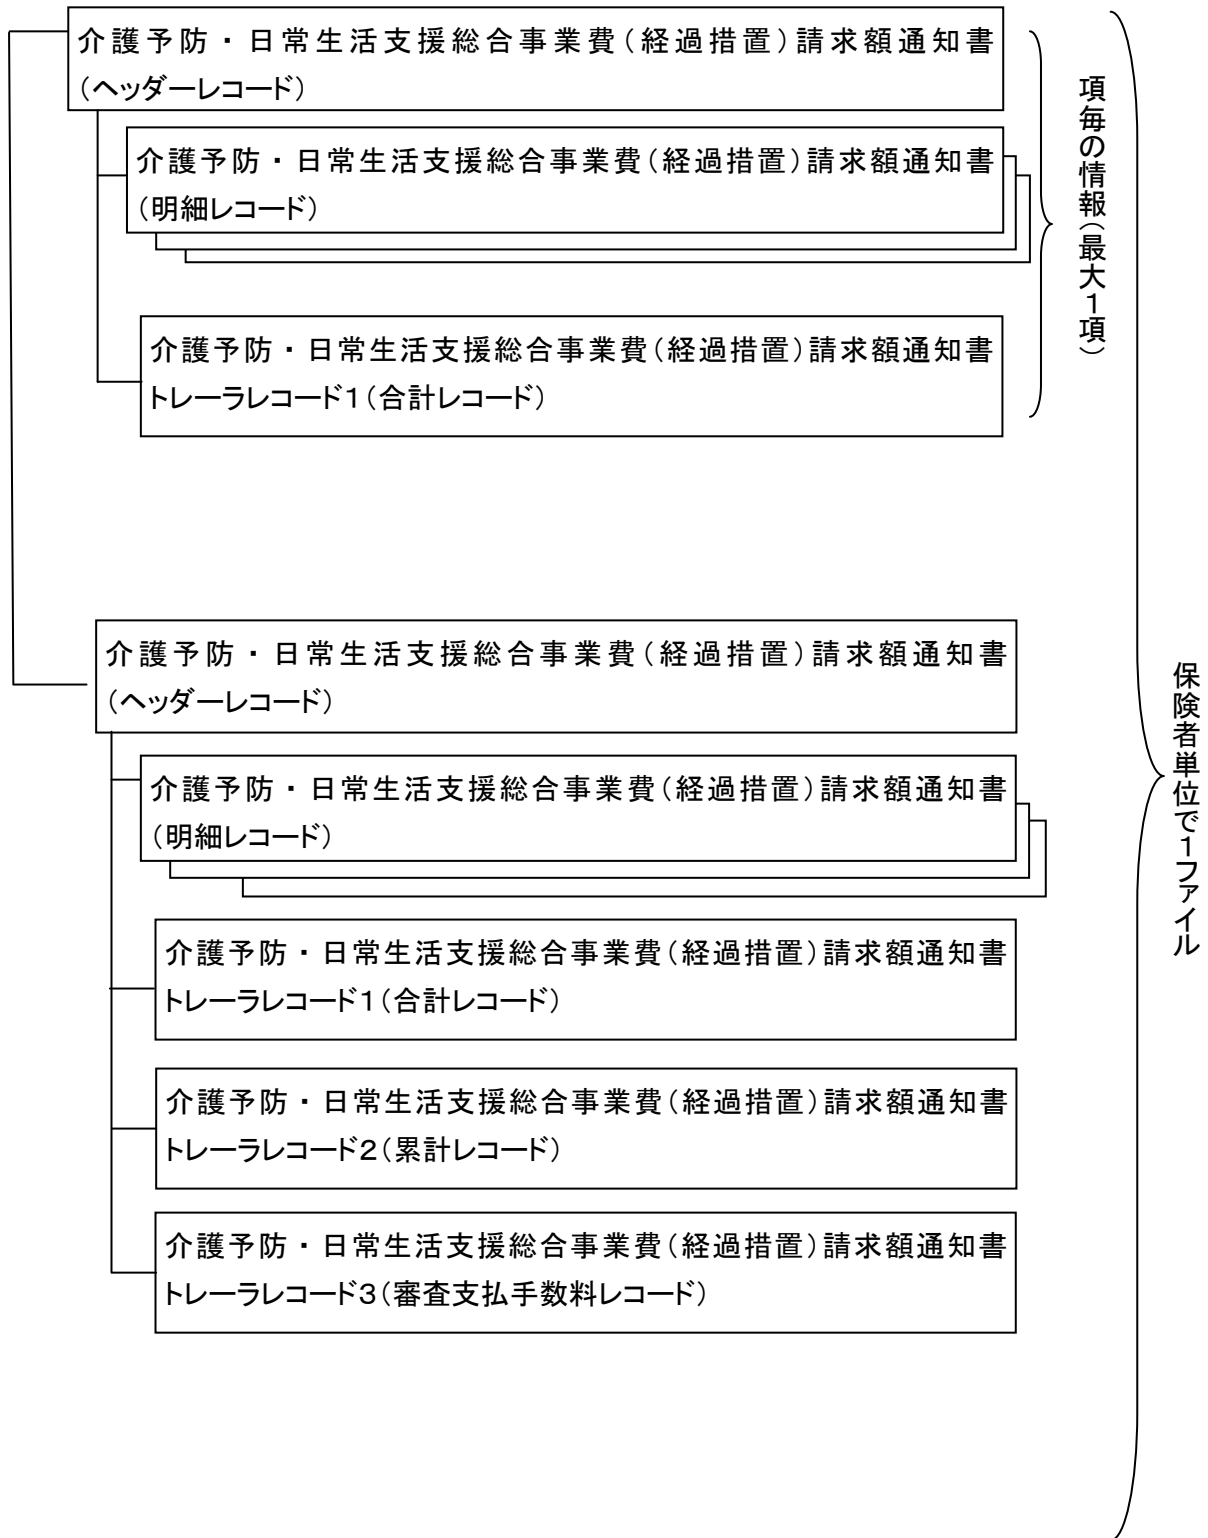 介護予防・日常生活支援総合事業費(経過措置)請求額通知書
(ヘッダーレコード)
介護予防・日常生活支援総合事業費(経過措置)請求額通知書
(明細レコード)
介護予防・日常生活支援総合事業費(経過措置)請求額通知書
トレーラレコード1(合計レコード)
項毎の情報(最大1項)
介護予防・日常生活支援総合事業費(経過措置)請求額通知書
(ヘッダーレコード)
介護予防・日常生活支援総合事業費(経過措置)請求額通知書
(明細レコード)
介護予防・日常生活支援総合事業費(経過措置)請求額通知書
トレーラレコード1(合計レコード)
介護予防・日常生活支援総合事業費(経過措置)請求額通知書
トレーラレコード2(累計レコード)
介護予防・日常生活支援総合事業費(経過措置)請求額通知書
トレーラレコード3(審査支払手数料レコード)
保険者単位で1ファイル